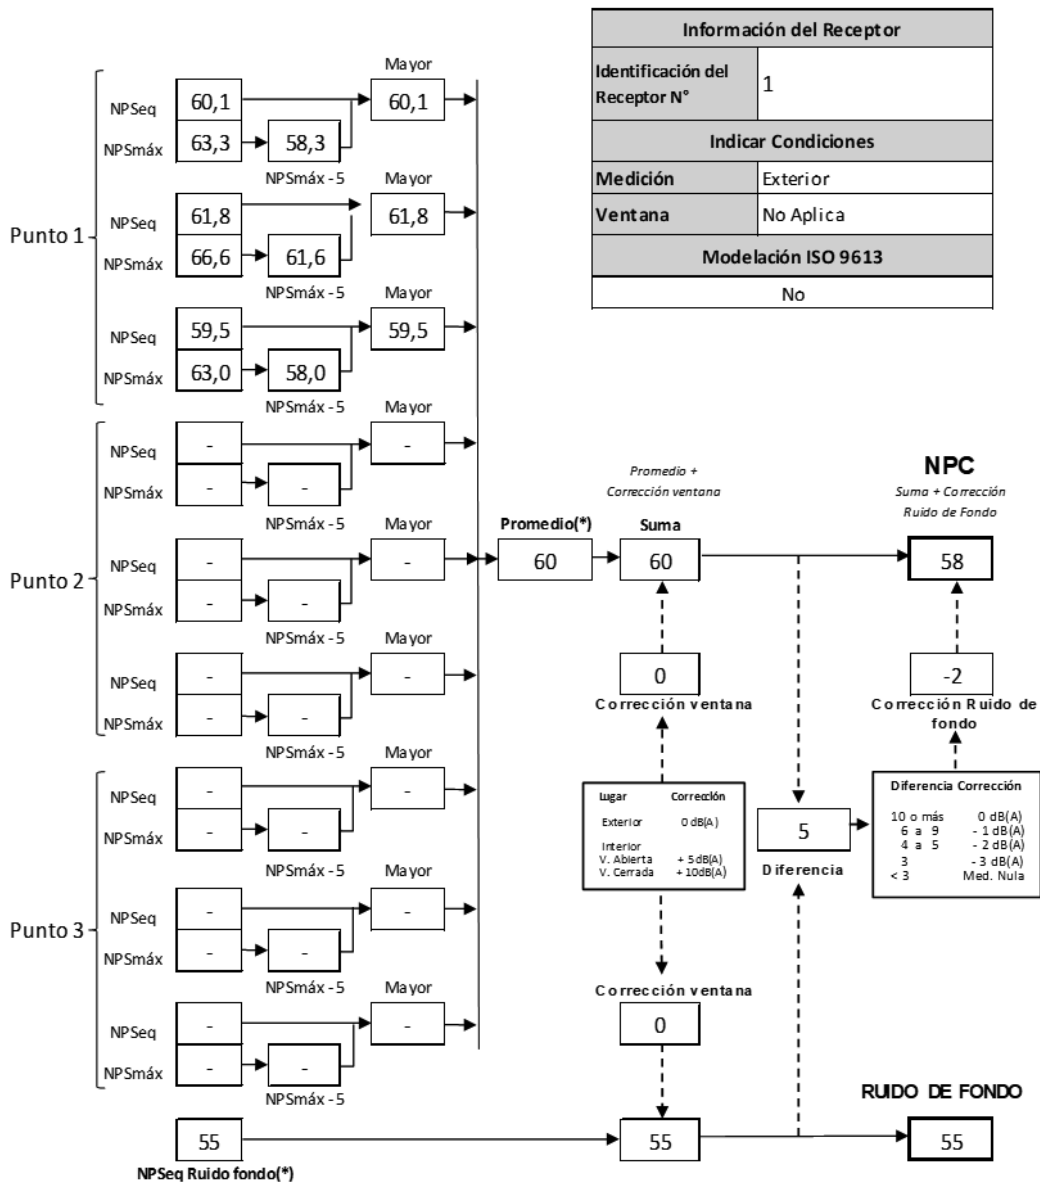 Información del Receptor
Identificación del Receptor N° 1
Indicar Condiciones
Medición Exterior
Ventana No Aplica
Modelación ISO 9613
No
Punto 1
Mayor
NPSeq 60,1 60,1
NPSmáx 63,3 58,3
NPSmáx - 5
Mayor
NPSeq 61,8 61,8
NPSmáx 66,6 61,6
NPSmáx - 5
Mayor
NPSeq 59,5 59,5
NPSmáx 63,0 58,0
NPSmáx - 5
Punto 2
Mayor
NPSeq - -
NPSmáx - -
NPSmáx - 5
NPSeq - -
NPSmáx - -
NPSmáx - 5
Mayor
NPSeq - -
NPSmáx - -
NPSmáx - 5
Punto 3
Mayor
NPSeq - -
NPSmáx - -
NPSmáx - 5
NPSeq - -
NPSmáx - -
NPSmáx - 5
Mayor
NPSeq - -
NPSmáx - -
NPSmáx - 5
55
NPSeq Ruido fondo(*)
Promedio(*)
60
Promedio +
Corrección ventana
Suma
60
0
Corrección ventana
Lugar Corrección
Exterior 0 dB(A)
Interior
V. Abierta + 5dB(A)
V. Cerrada + 10dB(A)
Corrección ventana
0
55
5
Diferencia
NPC
Suma + Corrección
Ruido de Fondo
58
-2
Corrección Ruido de
fondo
Diferencia Corrección
10 o más 0 dB(A)
6 a 9 - 1 dB(A)
4 a 5 - 2 dB(A)
3 - 3 dB(A)
< 3 Med. Nula
RUIDO DE FONDO
55